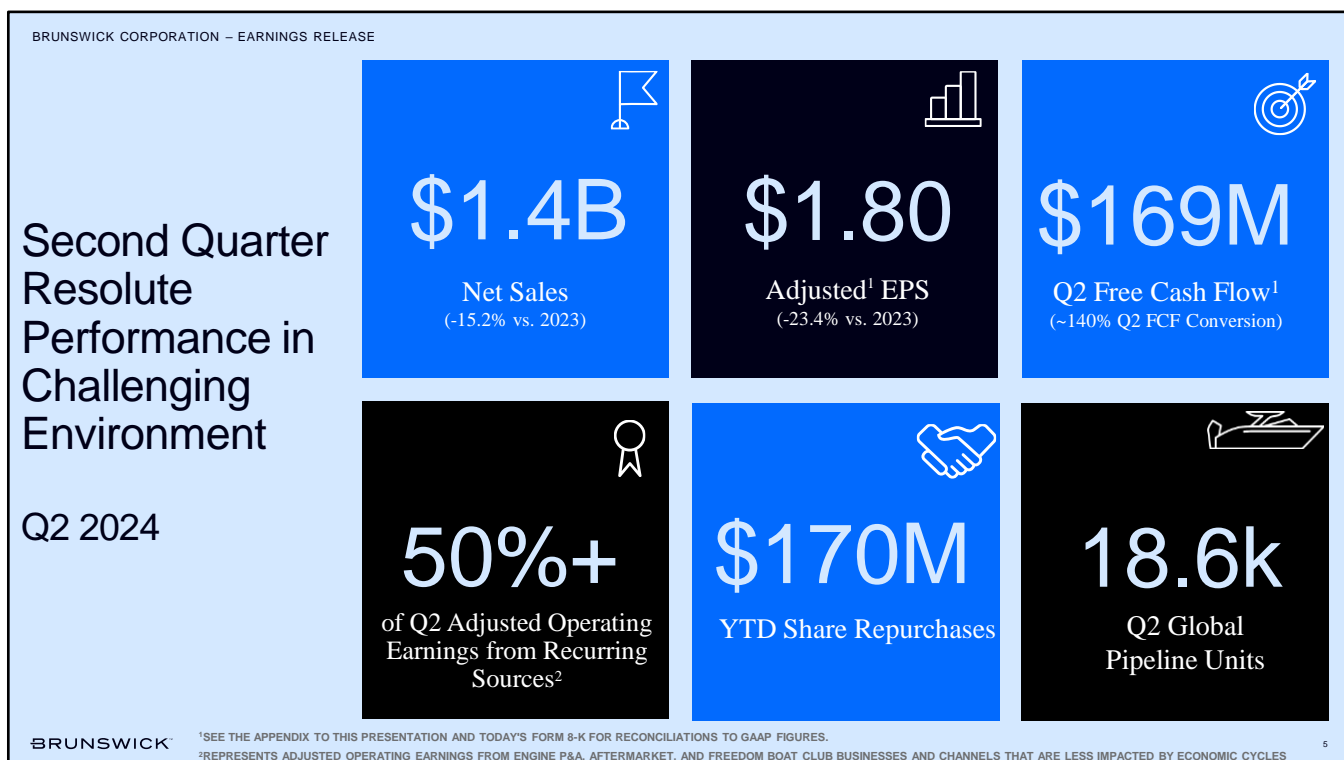 BRUNSWICK CORPORATION – EARNINGS RELEASE
Second Quarter
Resolute
Performance in
Challenging
Environment
Q2 2024
$1.4B
Net Sales
(-15.2% vs. 2023)
$1.80
Adjusted¹ EPS
(-23.4% vs. 2023)
$169M
Q2 Free Cash Flow¹
(~140% Q2 FCF Conversion)
50%+
of Q2 Adjusted Operating
Earnings from Recurring
Sources²
$170M
YTD Share Repurchases
18.6k
Q2 Global
Pipeline Units
BRUNSWICK™
¹SEE THE APPENDIX TO THIS PRESENTATION AND TODAY'S FORM 8-K FOR RECONCILIATIONS TO GAAP FIGURES.
²REPRESENTS ADJUSTED OPERATING EARNINGS FROM ENGINE P&A, AFTERMARKET, AND FREEDOM BOAT CLUB BUSINESSES AND CHANNELS THAT ARE LESS IMPACTED BY ECONOMIC CYCLES
5